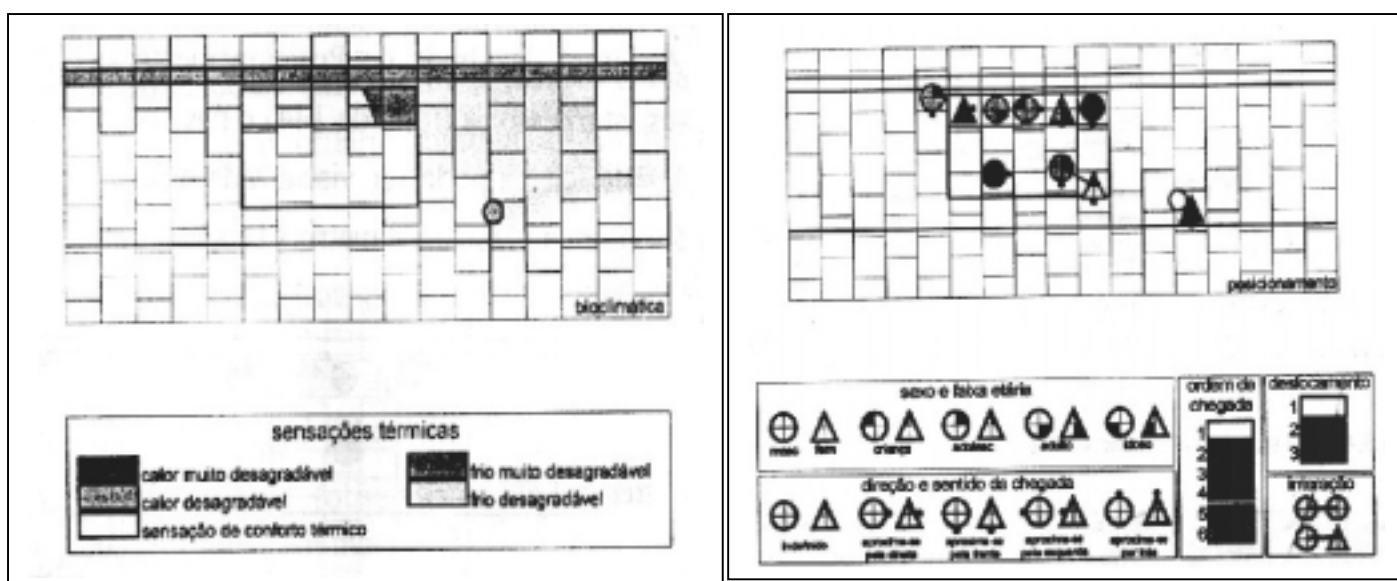 bioclimática
sensações térmicas
calor muito desagradável
calor desagradável
sensação de conforto térmico
frio muito desagradável
frio desagradável
posicionamento
sexo e faixa etária
masc
fem
criança
adolesc
adulto
idoso
direção e sentido da chegada
indefinido
aproxima-se
pela direita
aproxima-se
pela frente
aproxima-se
pela esquerda
aproxima-se
por trás
ordem de
chegada
1
2
3
4
5
6
deslocamento
1
2
3
interação